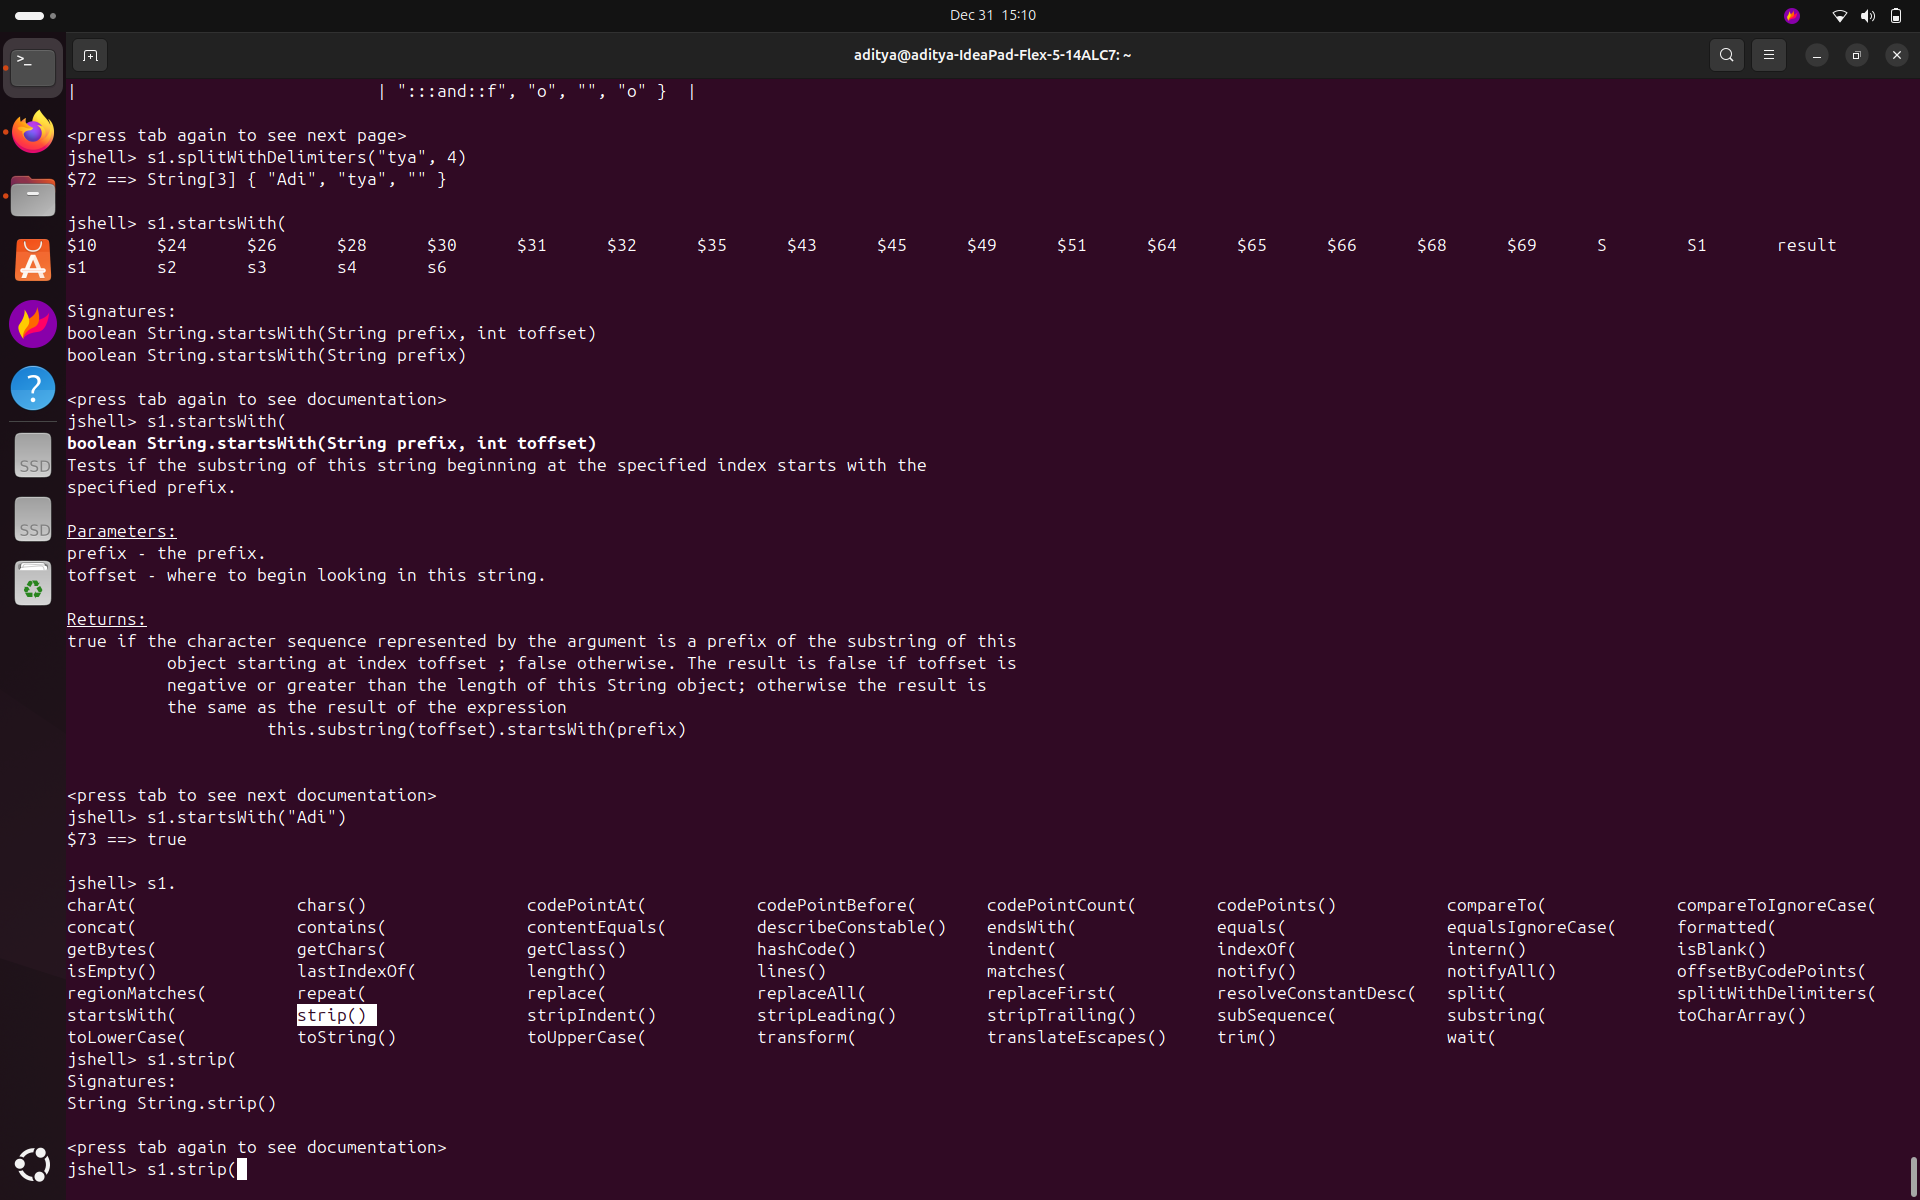 Dec 31 15:10
aditya@aditya-IdeaPad-Flex-5-14ALC7: ~
| | ":::and::f", "o", "", "o" } |
<press tab again to see next page>
jshell> s1.splitWithDelimiters("tya", 4)
$72 ==> String[3] { "Adi", "tya", "" }
jshell> s1.startsWith(
$10 $24 $26 $28 $30 $31 $32 $35 $43 $45 $49 $51 $64 $65 $66 $68 $69 S S1 result
s1 s2 s3 s4 s6
Signatures:
boolean String.startsWith(String prefix, int toffset)
boolean String.startsWith(String prefix)
<press tab again to see documentation>
jshell> s1.startsWith(
boolean String.startsWith(String prefix, int toffset)
Tests if the substring of this string beginning at the specified index starts with the
specified prefix.
Parameters:
prefix - the prefix.
toffset - where to begin looking in this string.
Returns:
true if the character sequence represented by the argument is a prefix of the substring of this
object starting at index toffset ; false otherwise. The result is false if toffset is
negative or greater than the length of this String object; otherwise the result is
the same as the result of the expression
this.substring(toffset).startsWith(prefix)
<press tab to see next documentation>
jshell> s1.startsWith("Adi")
$73 ==> true
jshell> s1.
charAt( chars() codePointAt( codePointBefore( codePointCount( codePoints() compareTo( compareToIgnoreCase(
concat( contains( contentEquals( describeConstable() endsWith( equals( equalsIgnoreCase( formatted(
getBytes( getChars( getClass() hashCode() indent( indexOf( intern() isBlank()
isEmpty() lastIndexOf( length() lines() matches( notify() notifyAll() offsetByCodePoints(
regionMatches( repeat( replace( replaceAll( replaceFirst( resolveConstantDesc( split( splitWithDelimiters(
startsWith( strip() stripIndent() stripLeading() stripTrailing() subSequence( substring( toCharArray()
toLowerCase( toString() toUpperCase( transform( translateEscapes() trim() wait(
jshell> s1.strip(
Signatures:
String String.strip()
<press tab again to see documentation>
jshell> s1.strip(
SSD
SSD